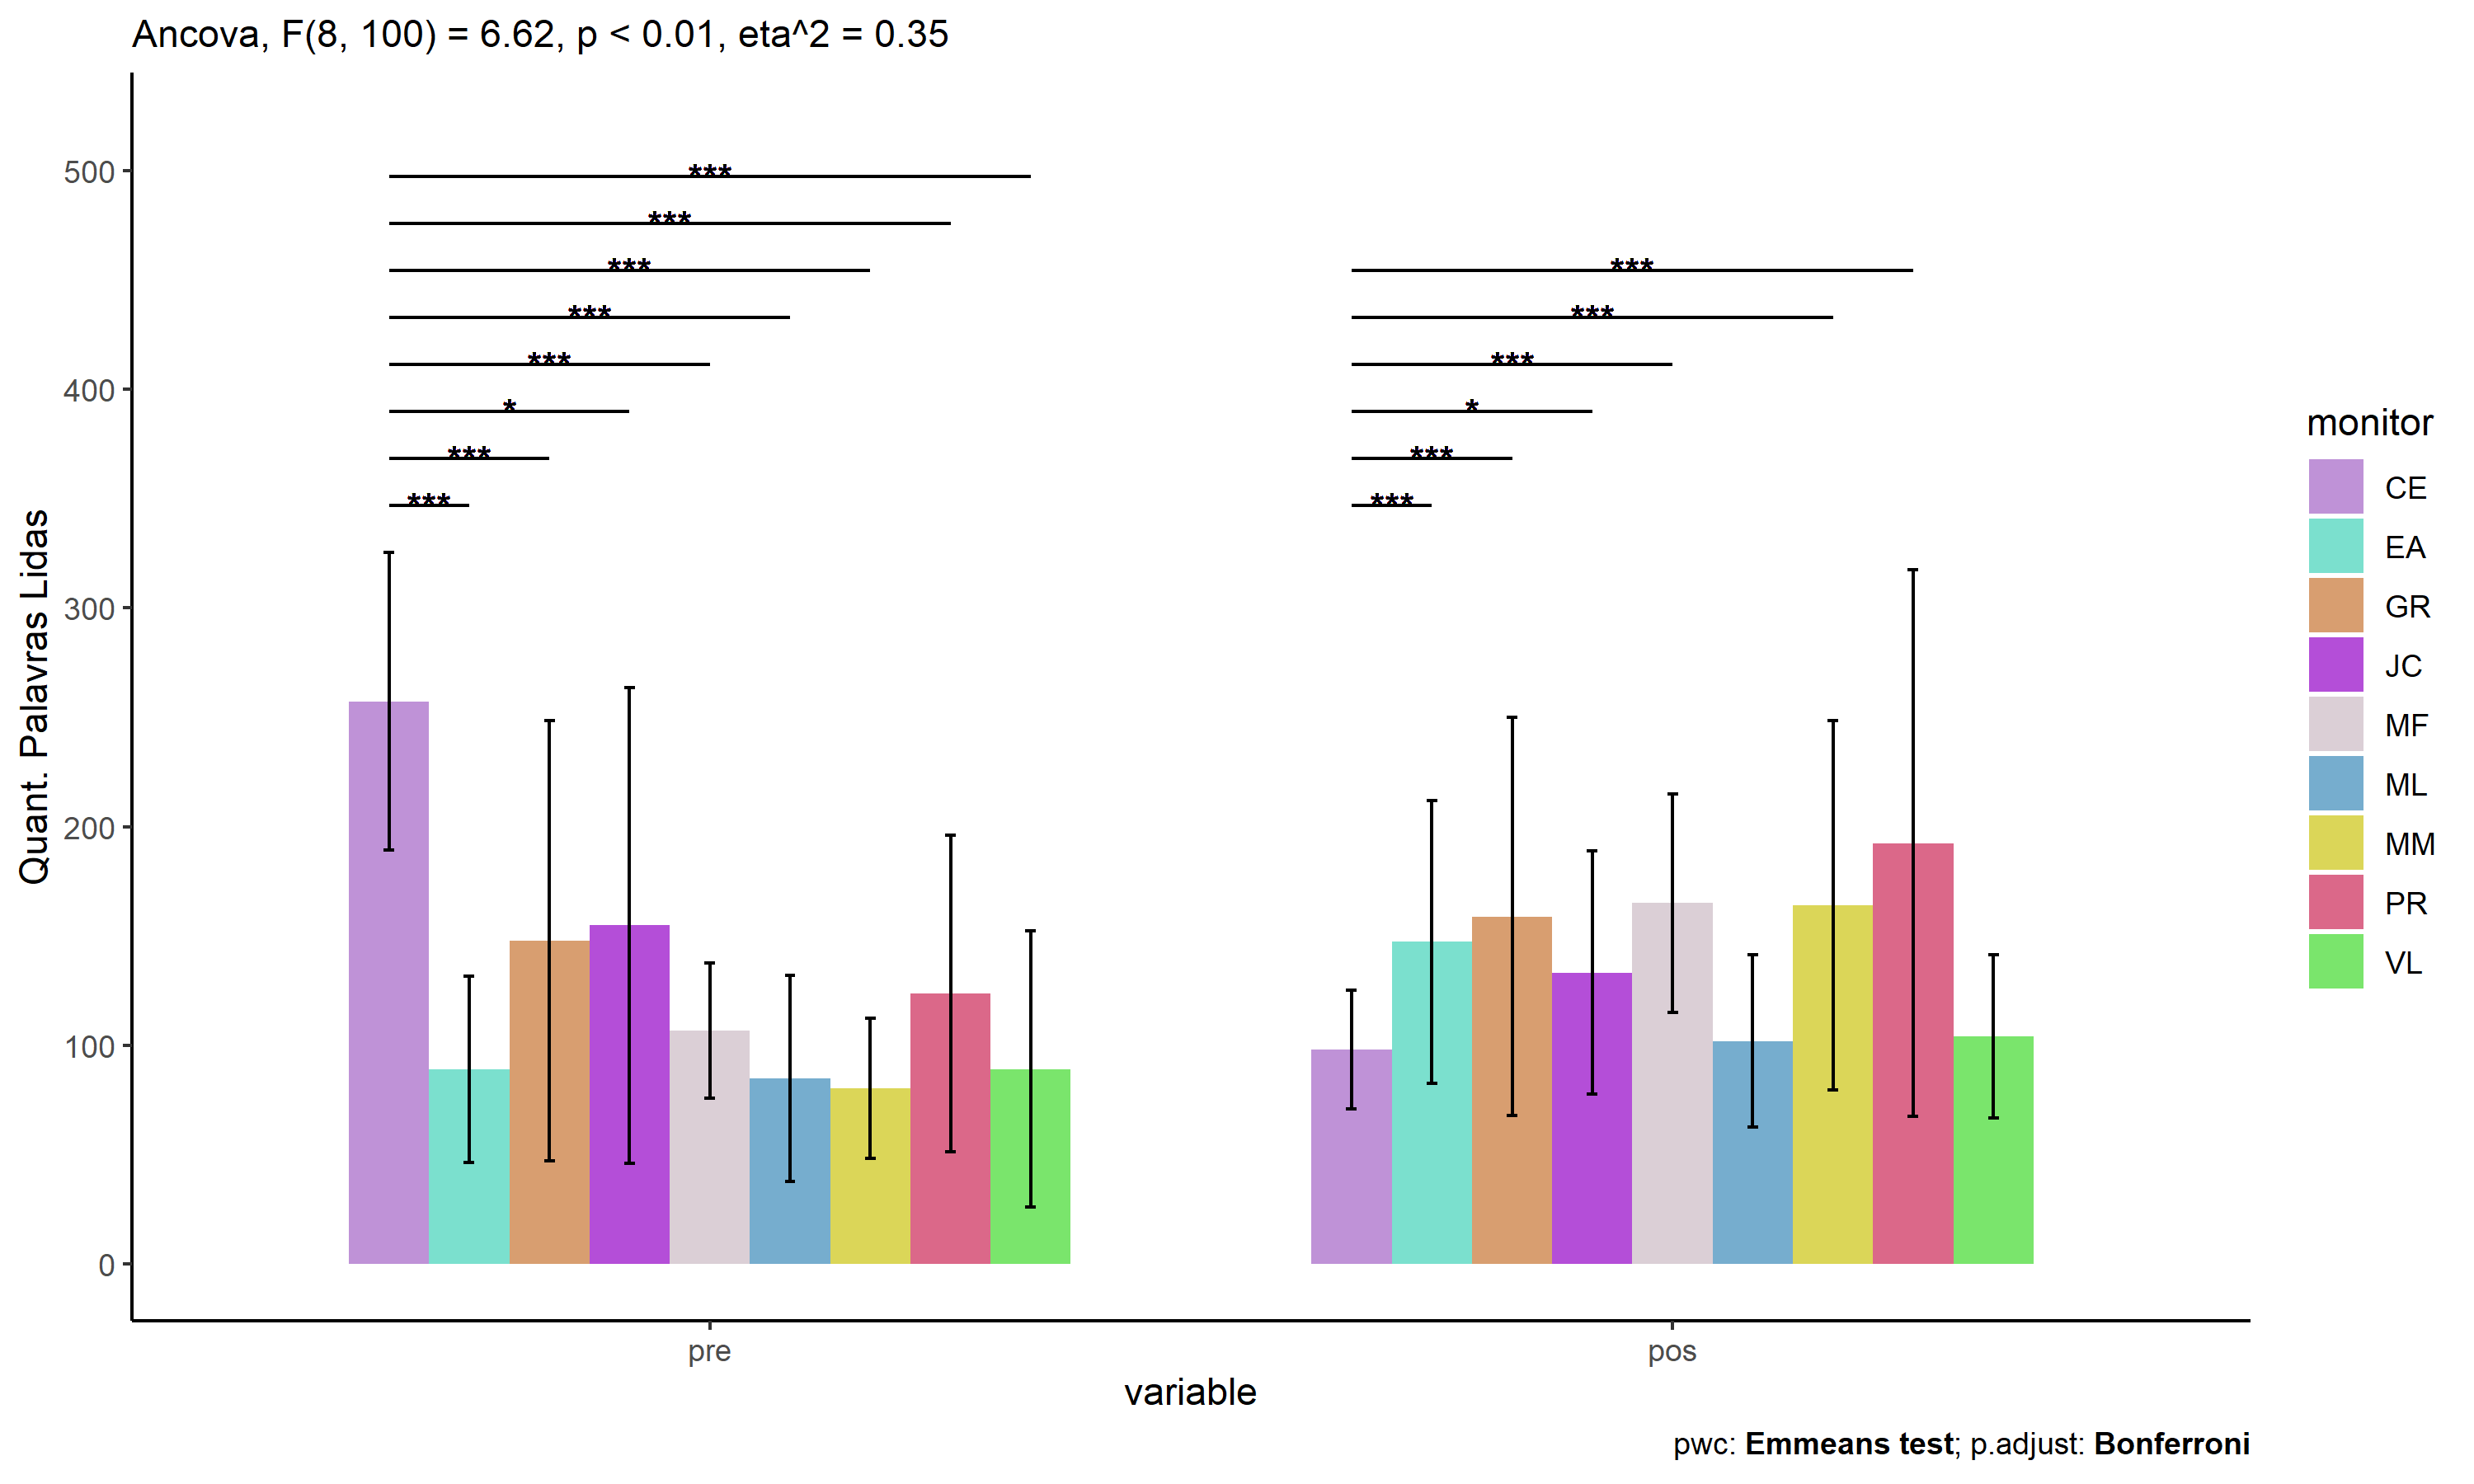 Ancova, F(8, 100) = 6.62, p < 0.01, eta^2 = 0.35
Quant. Palavras Lidas
500
400
300
200
100
0
***
***
***
***
***
*
***
***
***
***
***
*
***
***
pre
pos
variable
monitor
CE
EA
GR
JC
MF
ML
MM
PR
VL
pwc: Emmeans test; p.adjust: Bonferroni